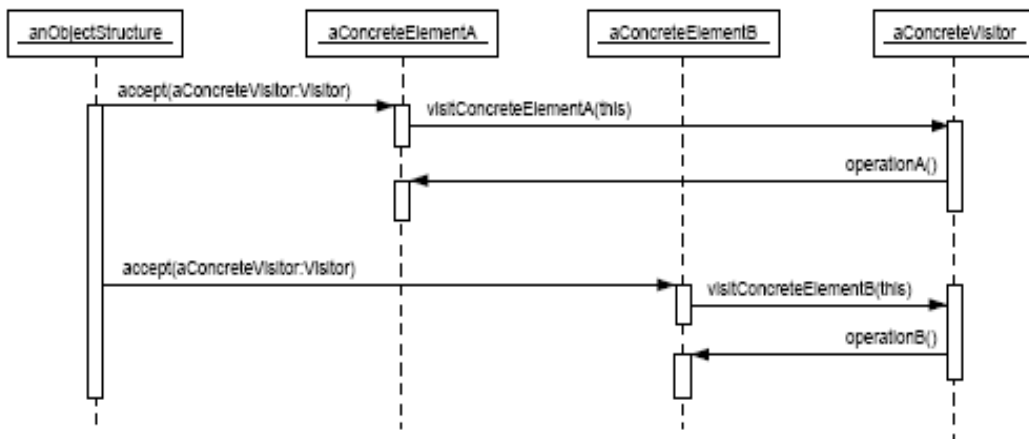 anObjectStructure
aConcreteElementA
aConcreteElementB
aConcreteVisitor
accept(aConcreteVisitor:Visitor)
visitConcreteElementA(this)
operationA()
accept(aConcreteVisitor:Visitor)
visitConcreteElementB(this)
operationB()